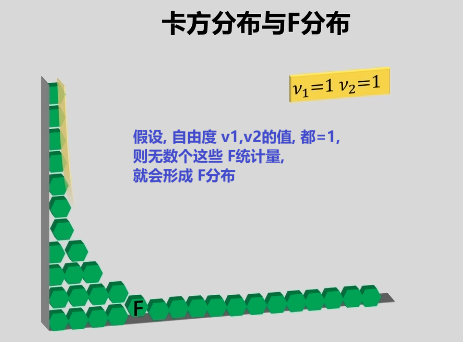 卡方分布与F分布
v₁=1 v₂=1
假设, 自由度 v1,v2的值, 都=1,
则无数个这些 F统计量,
就会形成 F分布
F